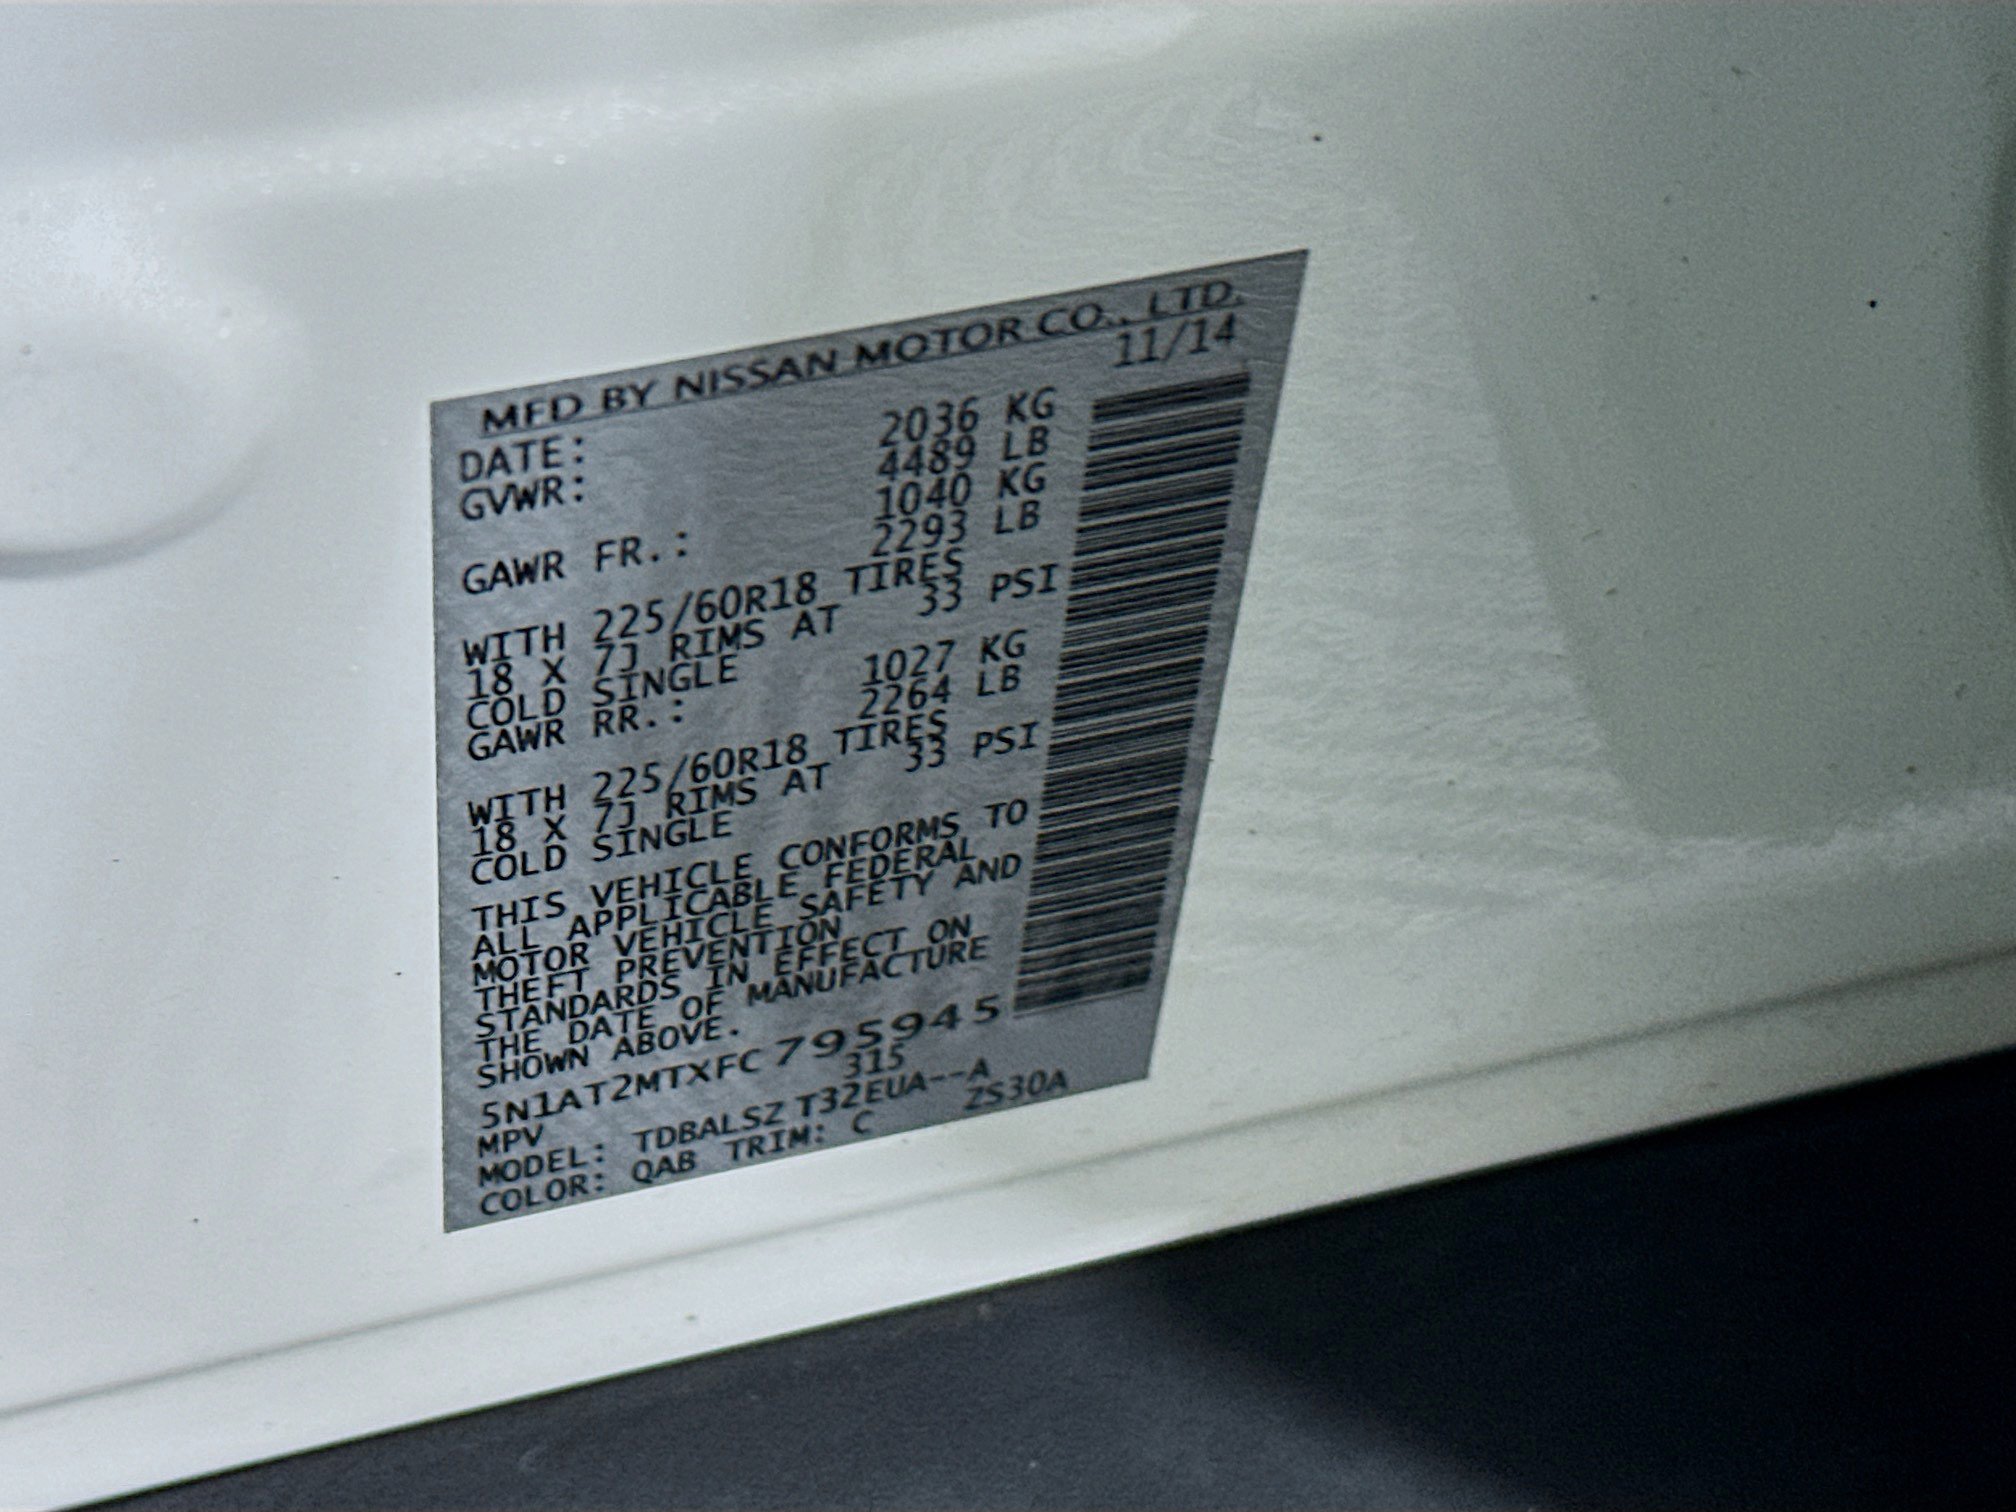 MFD BY NISSAN MOTOR CO., LTD.
DATE: 11/14
GVWR: 2036 KG
4489 LB
GAWR FR.: 1040 KG
2293 LB
WITH 225/60R18 TIRES
18 X 7J RIMS AT 33 PSI
COLD SINGLE
GAWR RR.: 1027 KG
2264 LB
WITH 225/60R18 TIRES
18 X 7J RIMS AT 33 PSI
COLD SINGLE
THIS VEHICLE CONFORMS TO
ALL APPLICABLE FEDERAL
MOTOR VEHICLE SAFETY AND
THEFT PREVENTION
STANDARDS IN EFFECT ON
THE DATE OF MANUFACTURE
SHOWN ABOVE.
5N1AT2MTXFC795945
MPV 315
MODEL: TDBALSZ T32EUA--A
COLOR: QAB TRIM: C ZS30A